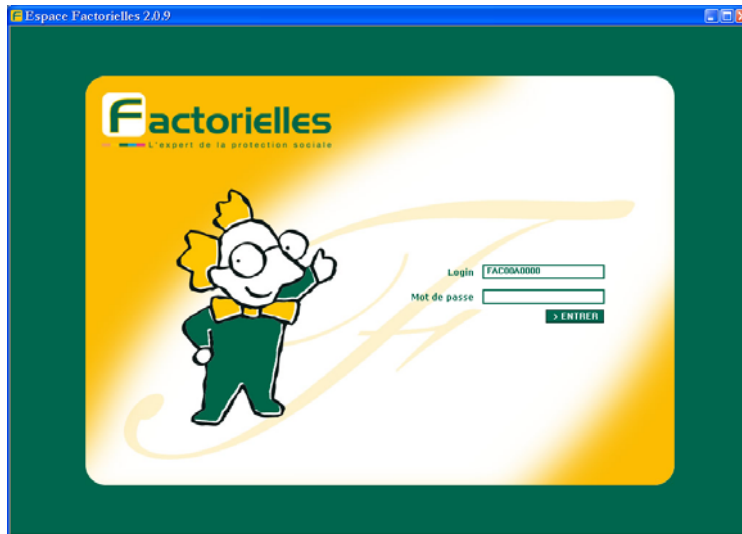 Espace Factorielles 2.0.9
Factorielles
L'expert de la protection sociale
Login FAC00A0000
Mot de passe
> ENTRER